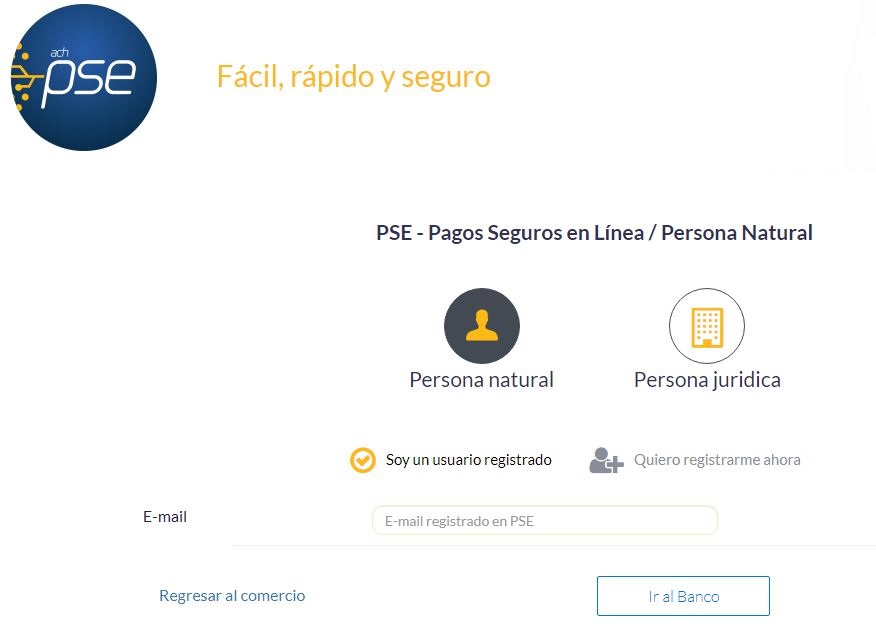 ach
pse
Fácil, rápido y seguro
PSE - Pagos Seguros en Línea / Persona Natural
Persona natural
Persona juridica
Soy un usuario registrado
Quiero registrarme ahora
E-mail
E-mail registrado en PSE
Regresar al comercio
Ir al Banco